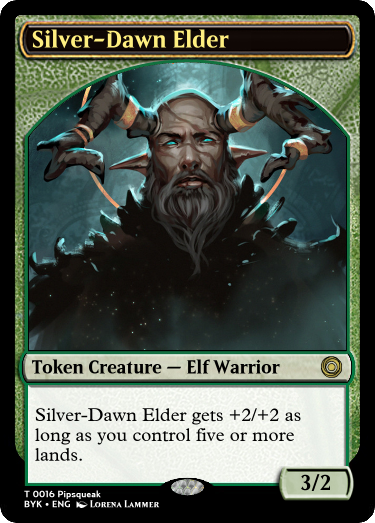 Silver-Dawn Elder
Token Creature — Elf Warrior
Silver-Dawn Elder gets +2/+2 as
long as you control five or more
lands.
3/2
T 0016 Pipsqueak
BYK • ENG Lorena Lammer